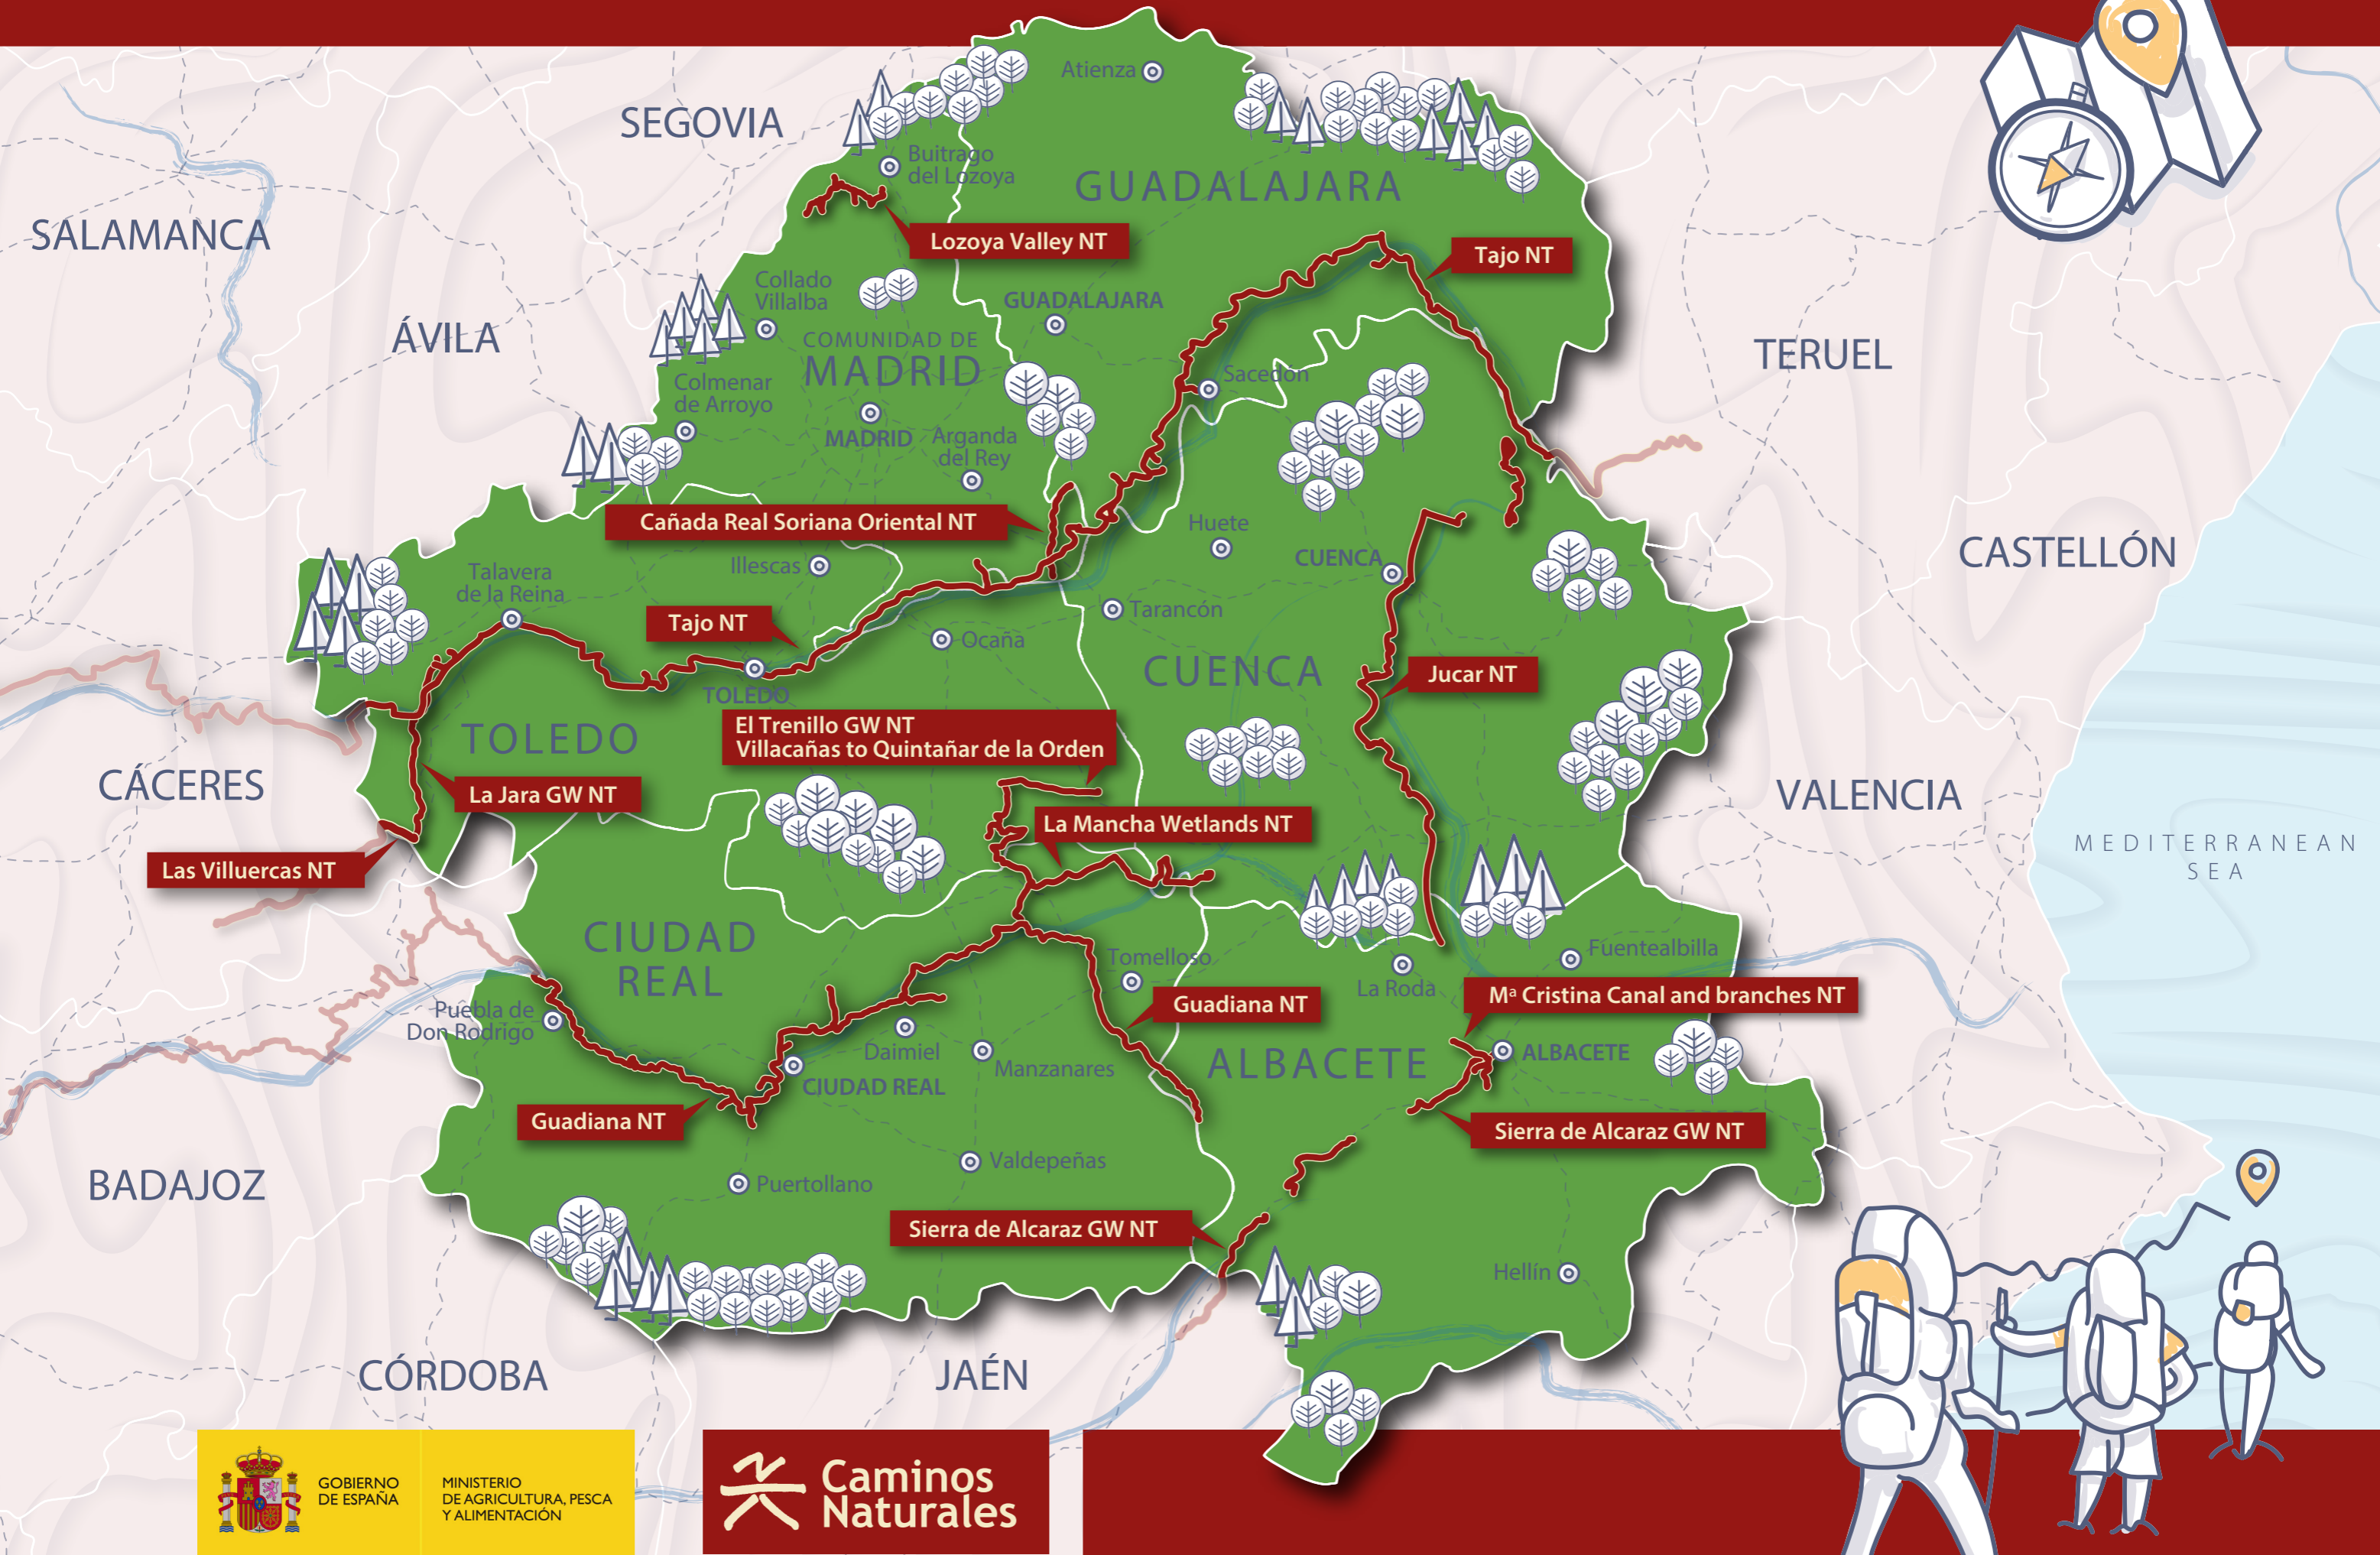 Atienza
SEGOVIA
Buitrago
del Lozoya
GUADALAJARA
SALAMANCA
Lozoya Valley NT
Tajo NT
Collado
Villalba
GUADALAJARA
ÁVILA
COMUNIDAD DE
MADRID
TERUEL
Sacedón
Colmenar
de Arroyo
MADRID
Arganda
del Rey
Cañada Real Soriana Oriental NT
Huete
CUENCA
CASTELLÓN
Illescas
Talavera
de la Reina
Tarancón
Tajo NT
Ocaña
CUENCA
Jucar NT
TOLEDO
El Trenillo GW NT
Villacañas to Quintañar de la Orden
TOLEDO
CÁCERES
La Jara GW NT
VALENCIA
La Mancha Wetlands NT
MEDITERRANEAN
SEA
Las Villuercas NT
CIUDAD
REAL
Fuentealbilla
Tomelloso
La Roda
Mª Cristina Canal and branches NT
Guadiana NT
Puebla de
Don Rodrigo
Daimiel
Manzanares
ALBACETE
ALBACETE
CIUDAD REAL
Guadiana NT
Sierra de Alcaraz GW NT
Valdepeñas
BADAJOZ
Puertollano
Sierra de Alcaraz GW NT
Hellín
CÓRDOBA
JAÉN
GOBIERNO
DE ESPAÑA
MINISTERIO
DE AGRICULTURA, PESCA
Y ALIMENTACIÓN
Caminos
Naturales